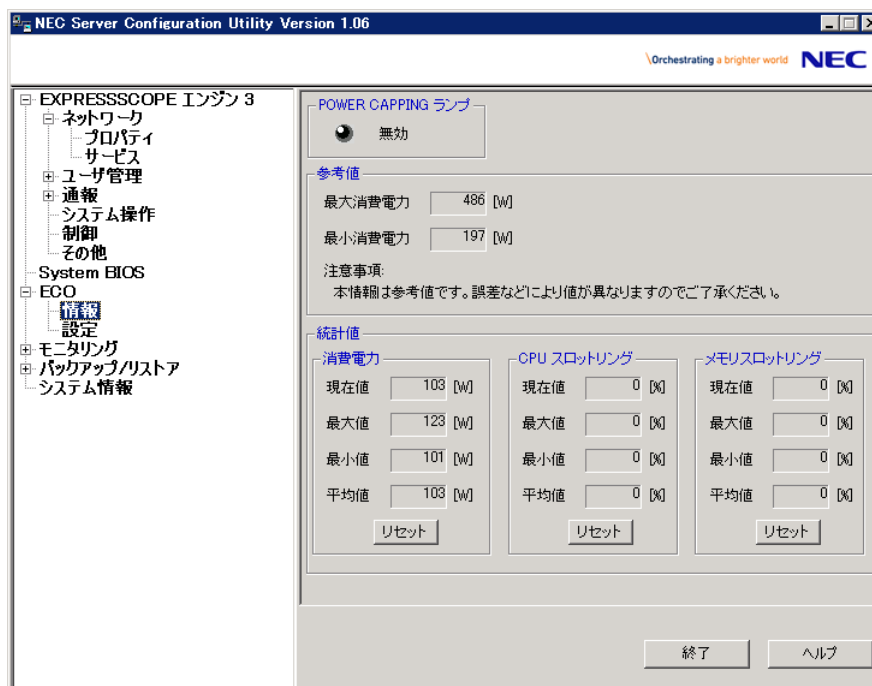 NEC Server Configuration Utility Version 1.06
\Orchestrating a brighter world NEC
EXPRESSSCOPE エンジン 3
ネットワーク
プロパティ
サービス
ユーザ管理
通報
システム操作
制御
その他
System BIOS
ECO
情報
設定
モニタリング
バックアップ/リストア
システム情報
POWER CAPPING ランプ
無効
参考値
最大消費電力 486 [W]
最小消費電力 197 [W]
注意事項:
本情報は参考値です。誤差などにより値が異なりますのでご了承ください。
統計値
消費電力
現在値 103 [W]
最大値 123 [W]
最小値 101 [W]
平均値 103 [W]
リセット
CPU スロットリング
現在値 0 [%]
最大値 0 [%]
最小値 0 [%]
平均値 0 [%]
リセット
メモリスロットリング
現在値 0 [%]
最大値 0 [%]
最小値 0 [%]
平均値 0 [%]
リセット
終了 ヘルプ